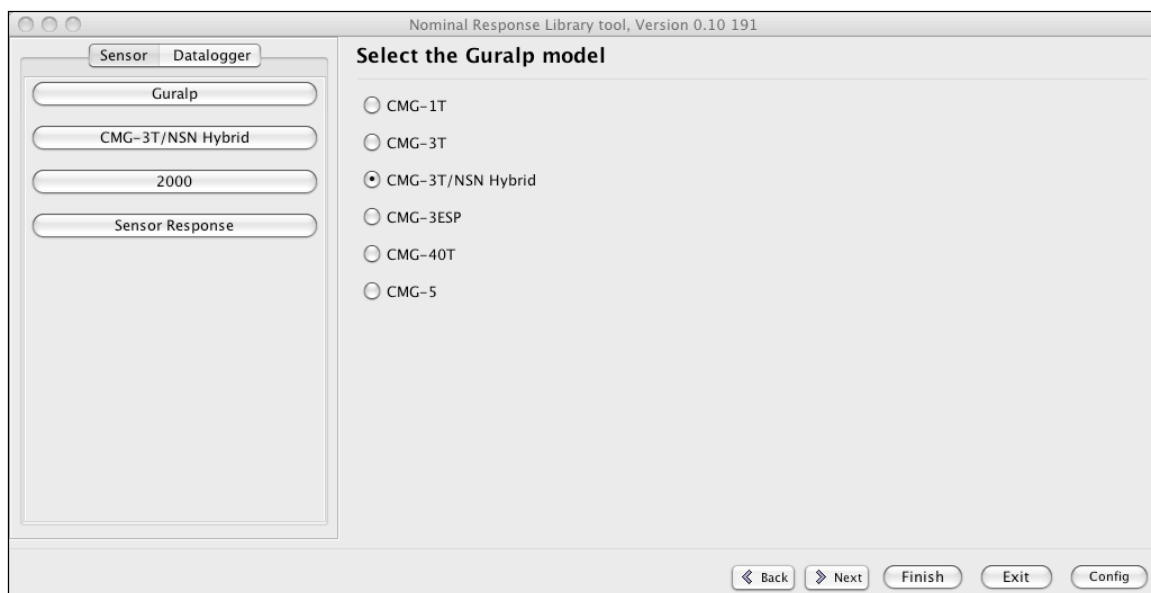 Nominal Response Library tool, Version 0.10 191
Sensor Datalogger
Guralp
CMG-3T/NSN Hybrid
2000
Sensor Response
Select the Guralp model
CMG-1T
CMG-3T
CMG-3T/NSN Hybrid
CMG-3ESP
CMG-40T
CMG-5
Back Next Finish Exit Config